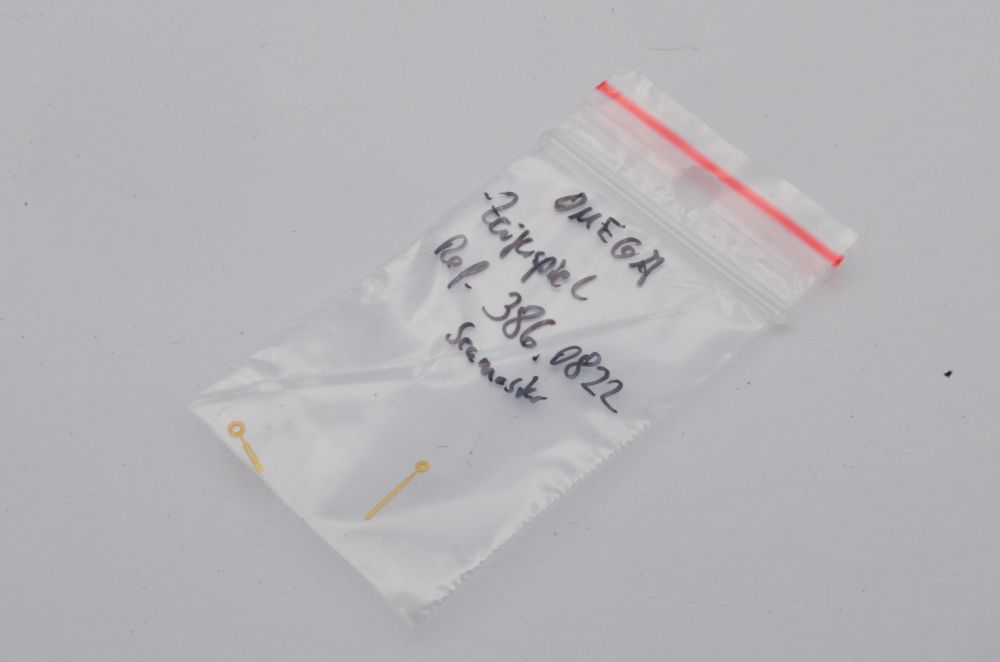 OMEGA
-Zeigerspiel
Ref. 386.0822
Seamaster